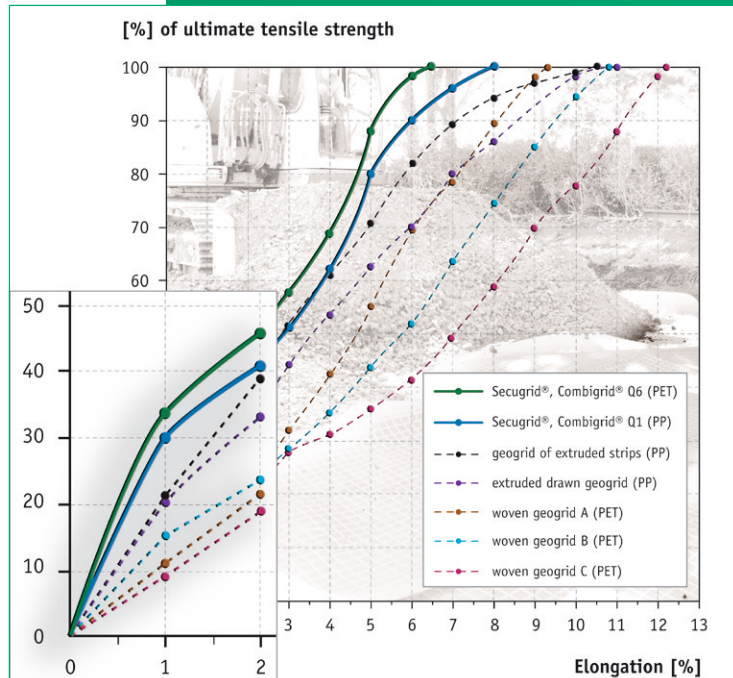 [%] of ultimate tensile strength
100
90
80
70
60
50
40
30
20
10
0
0
1
2
3
4
5
6
7
8
9
10
11
12
13
Secugrid®, Combigrid® Q6 (PET)
Secugrid®, Combigrid® Q1 (PP)
geogrid of extruded strips (PP)
extruded drawn geogrid (PP)
woven geogrid A (PET)
woven geogrid B (PET)
woven geogrid C (PET)
Elongation [%]